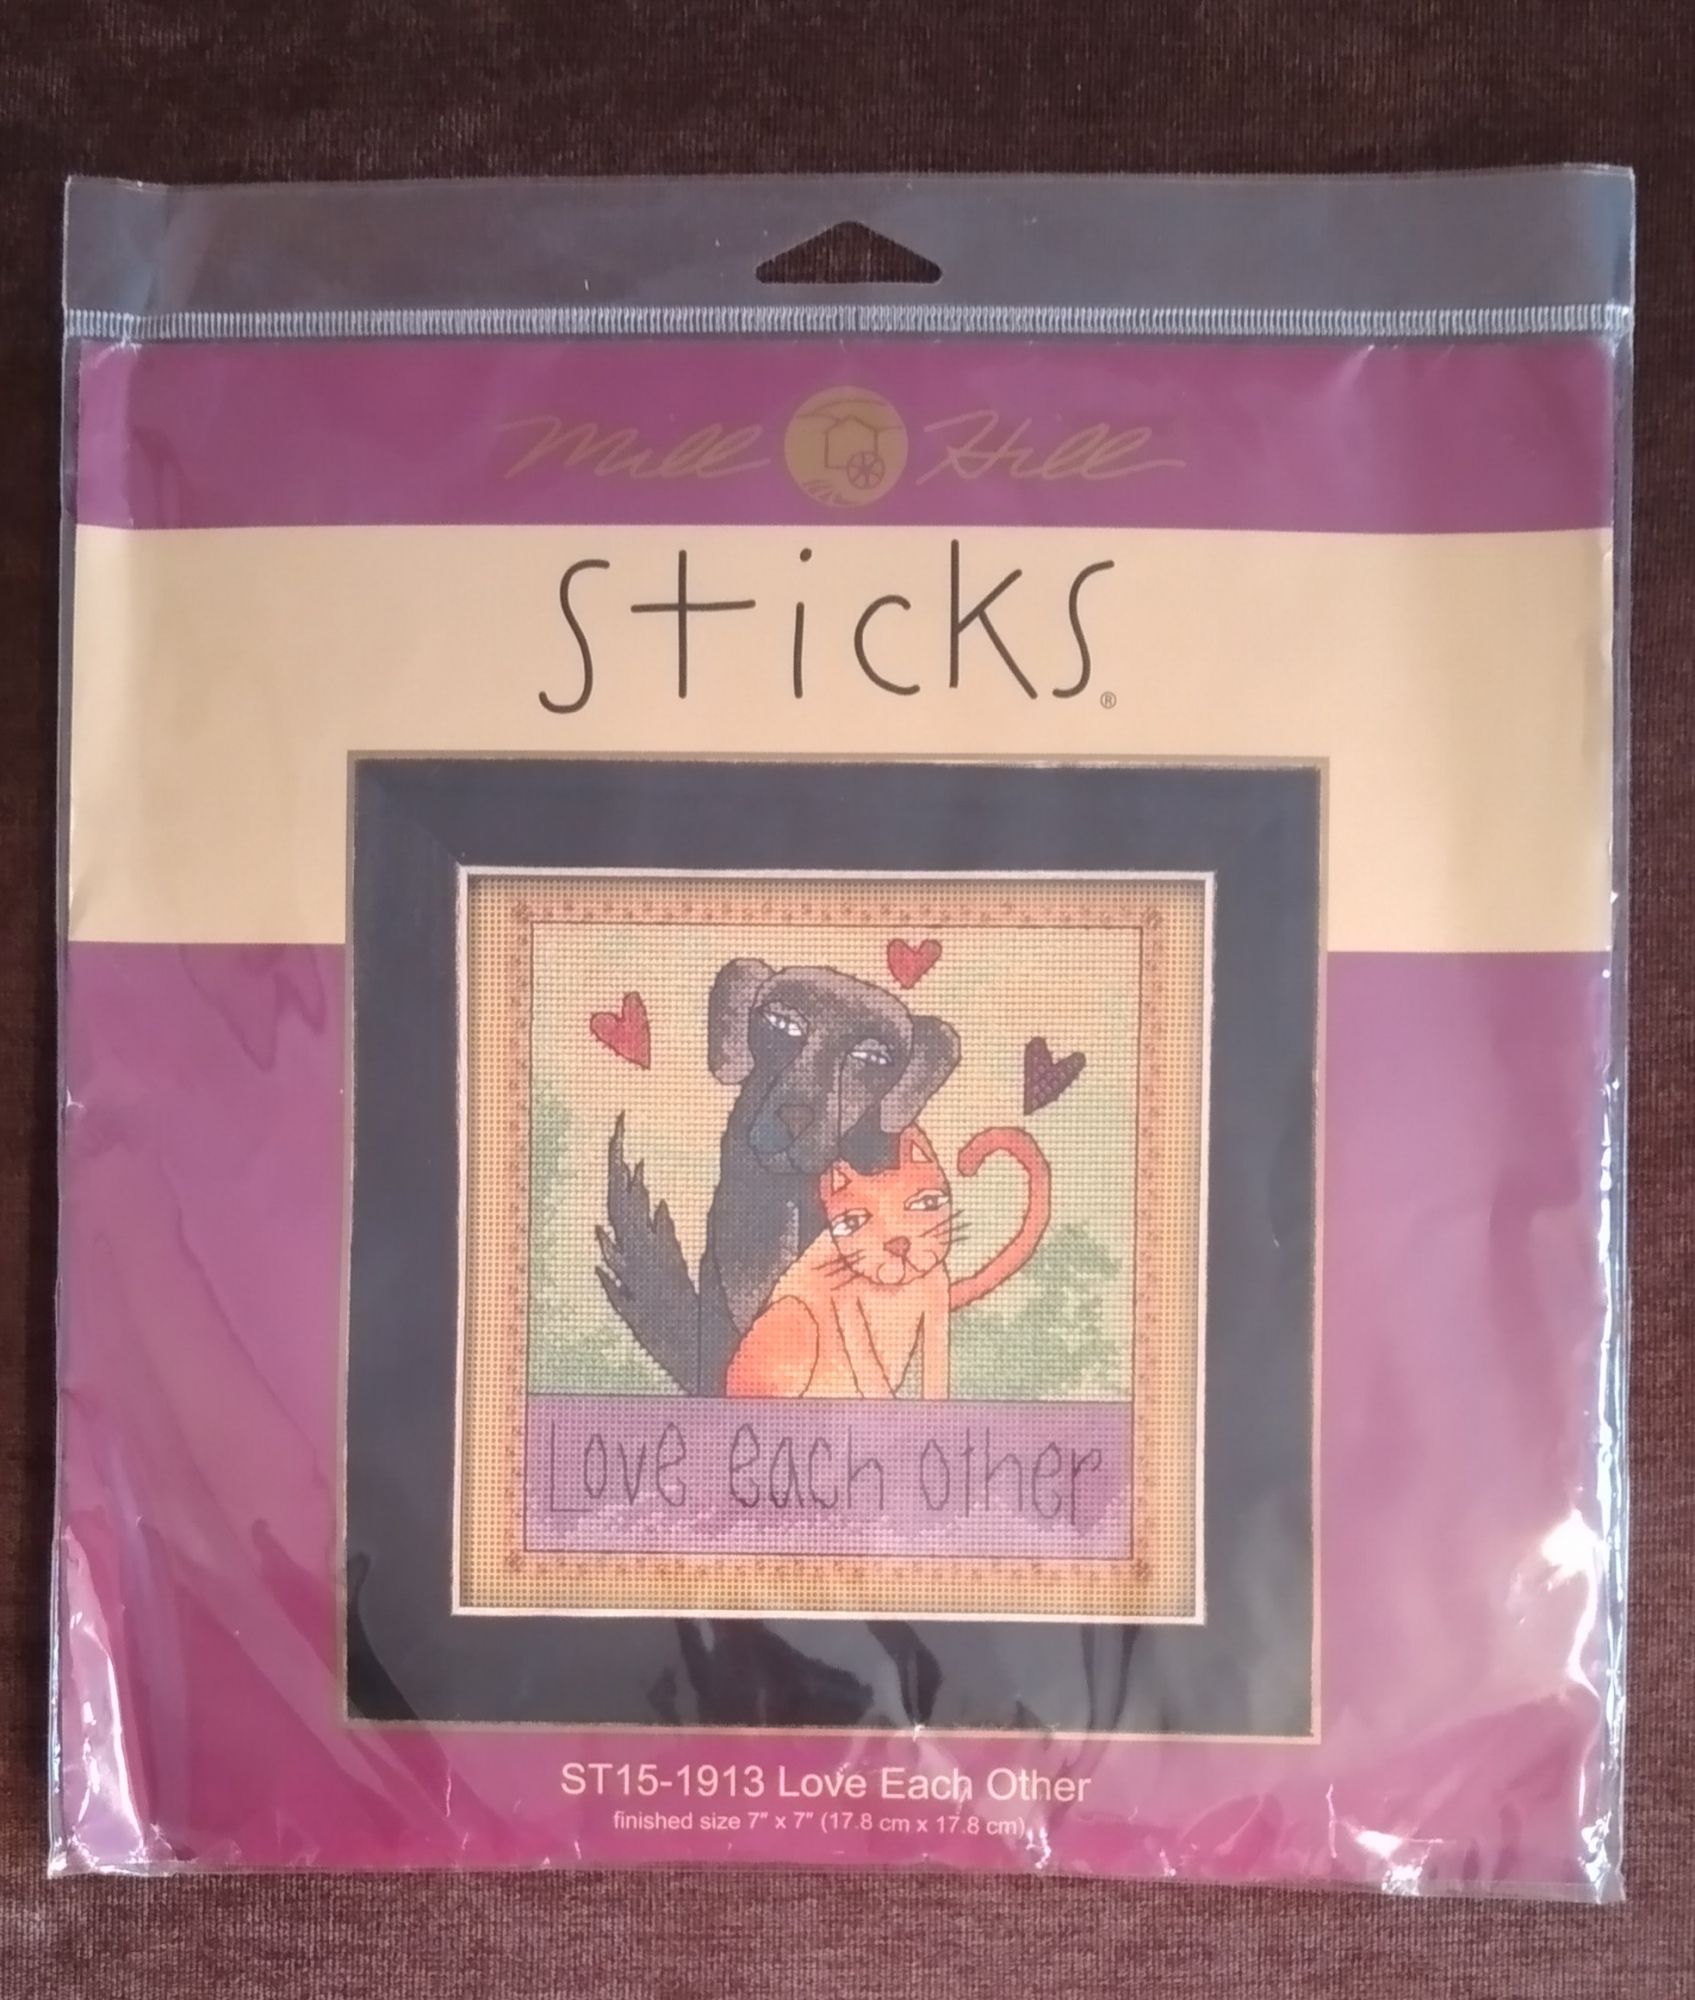 Mill Hill
sticks®
Love each other
ST15-1913 Love Each Other
finished size 7" x 7" (17.8 cm x 17.8 cm)